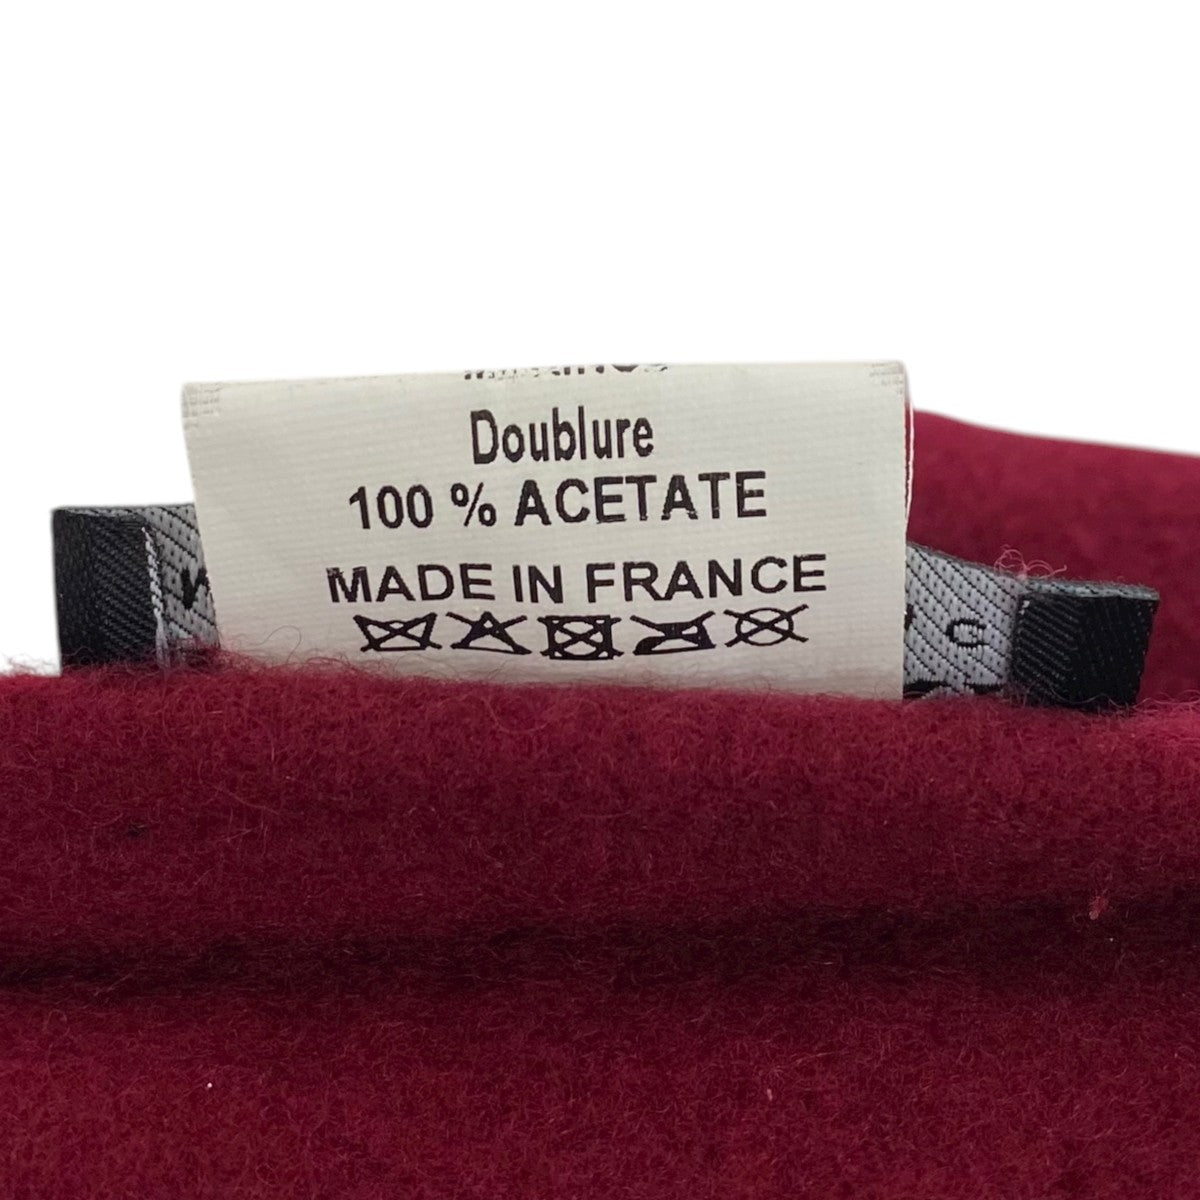 Doublure
100 % ACETATE
MADE IN FRANCE